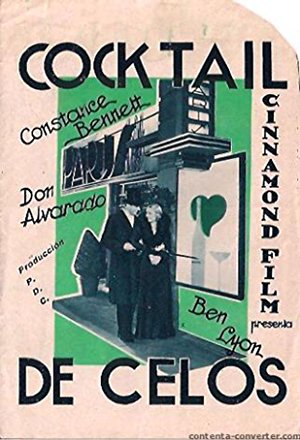 COCKTAIL
Constance
Bennett
CINNAMOND FILM
presenta
Don
Alvarado
Producción
P.
D.
C.
Ben
Lyon
DE CELOS
contenta-converter.com